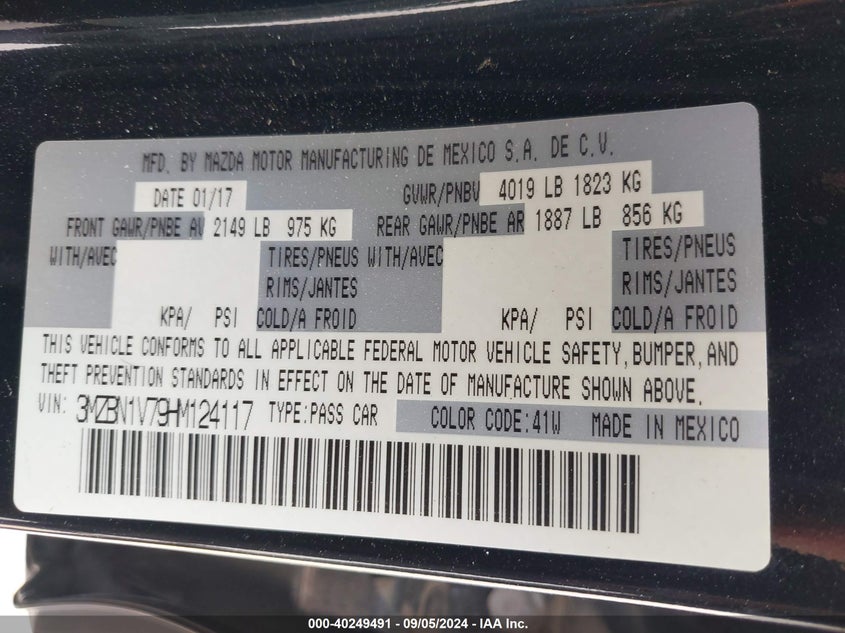 MFD. BY MAZDA MOTOR MANUFACTURING DE MEXICO S.A. DE C.V.
DATE 01/17 GVWR/PNBV 4019 LB 1823 KG
FRONT GAWR/PNBE AV 2149 LB 975 KG REAR GAWR/PNBE AR 1887 LB 856 KG
WITH/AVEC TIRES/PNEUS WITH/AVEC TIRES/PNEUS
RIMS/JANTES RIMS/JANTES
KPA/ PSI COLD/A FROID KPA/ PSI COLD/A FROID
THIS VEHICLE CONFORMS TO ALL APPLICABLE FEDERAL MOTOR VEHICLE SAFETY, BUMPER, AND
THEFT PREVENTION STANDARDS IN EFFECT ON THE DATE OF MANUFACTURE SHOWN ABOVE.
VIN: 3MZBN1V79HM124117 TYPE:PASS CAR COLOR CODE:41W MADE IN MEXICO
000-40249491 - 09/05/2024 - IAA Inc.